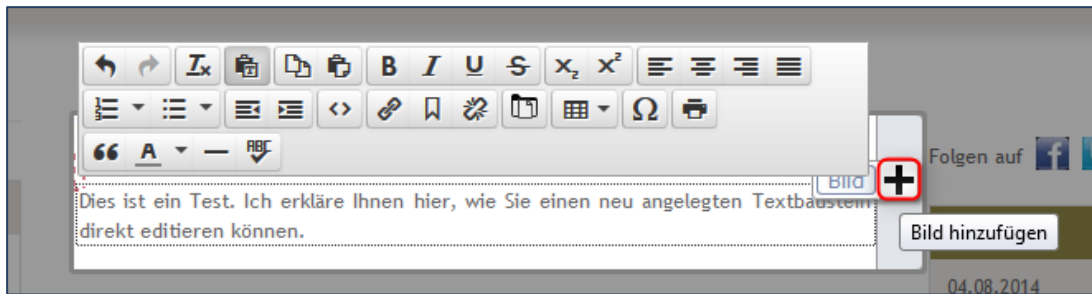 Bild
Folgen auf
Dies ist ein Test. Ich erkläre Ihnen hier, wie Sie einen neu angelegten Textbaustein
direkt editieren können.
Bild hinzufügen
04.08.2014